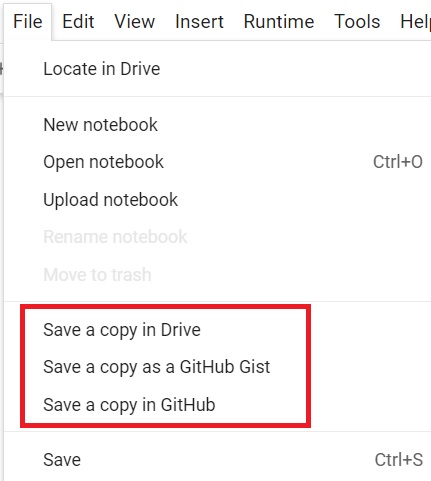 File Edit View Insert Runtime Tools Help
Locate in Drive
New notebook
Open notebook Ctrl+O
Upload notebook
Rename notebook
Move to trash
Save a copy in Drive
Save a copy as a GitHub Gist
Save a copy in GitHub
Save Ctrl+S